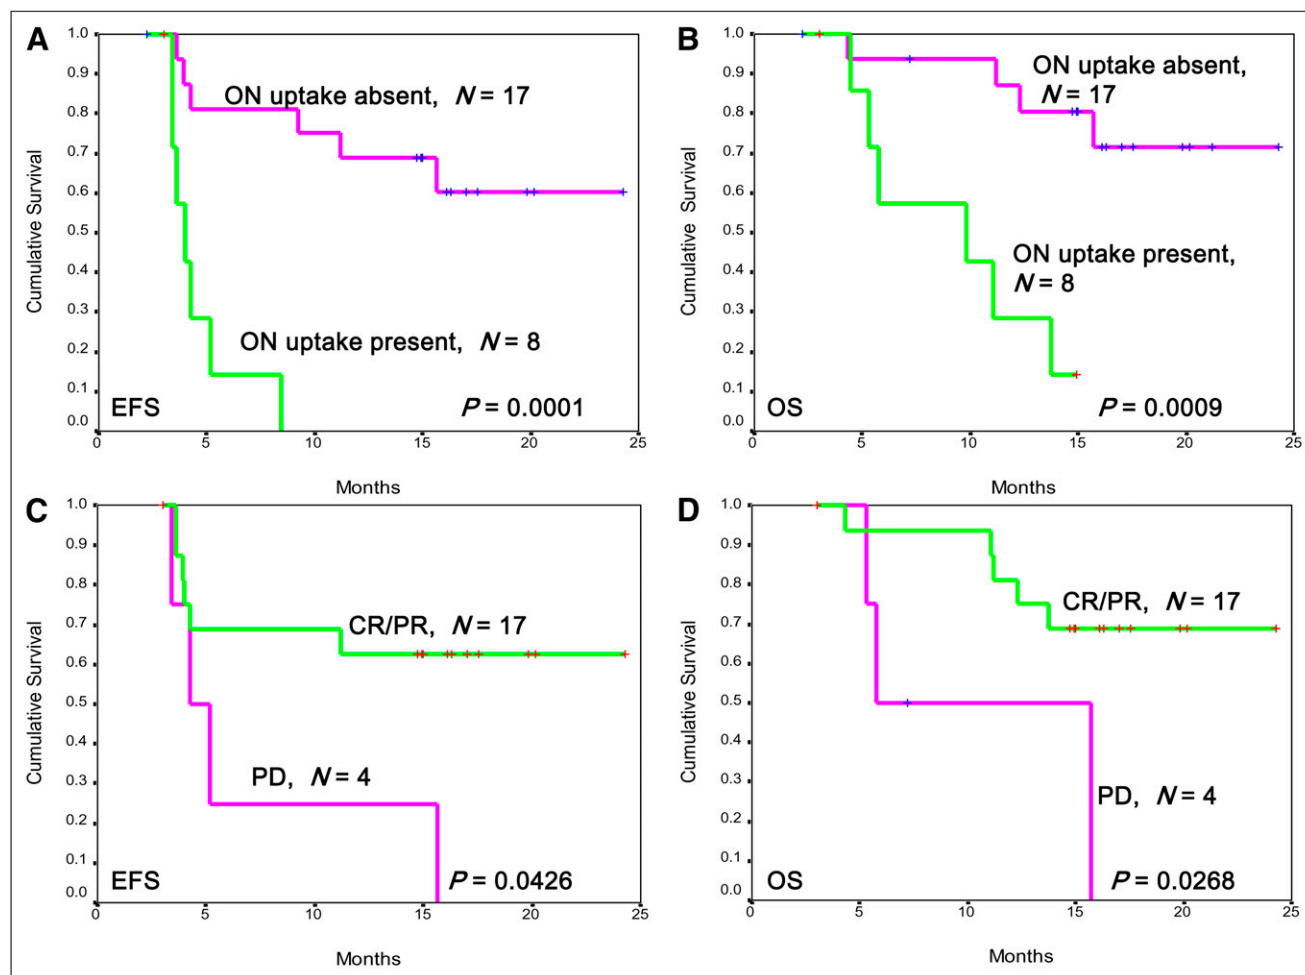 A
1.0
0.9
0.8
0.7
0.6
0.5
0.4
0.3
0.2
0.1
0.0
Cumulative Survival
ON uptake absent, N = 17
ON uptake present, N = 8
EFS
P = 0.0001
0 5 10 15 20 25
Months
B
1.0
0.9
0.8
0.7
0.6
0.5
0.4
0.3
0.2
0.1
0.0
Cumulative Survival
ON uptake absent,
N = 17
ON uptake present,
N = 8
OS
P = 0.0009
0 5 10 15 20 25
Months
C
1.0
0.9
0.8
0.7
0.6
0.5
0.4
0.3
0.2
0.1
0.0
Cumulative Survival
CR/PR, N = 17
PD, N = 4
EFS
P = 0.0426
0 5 10 15 20 25
Months
D
1.0
0.9
0.8
0.7
0.6
0.5
0.4
0.3
0.2
0.1
0.0
Cumulative Survival
CR/PR, N = 17
PD, N = 4
OS
P = 0.0268
0 5 10 15 20 25
Months